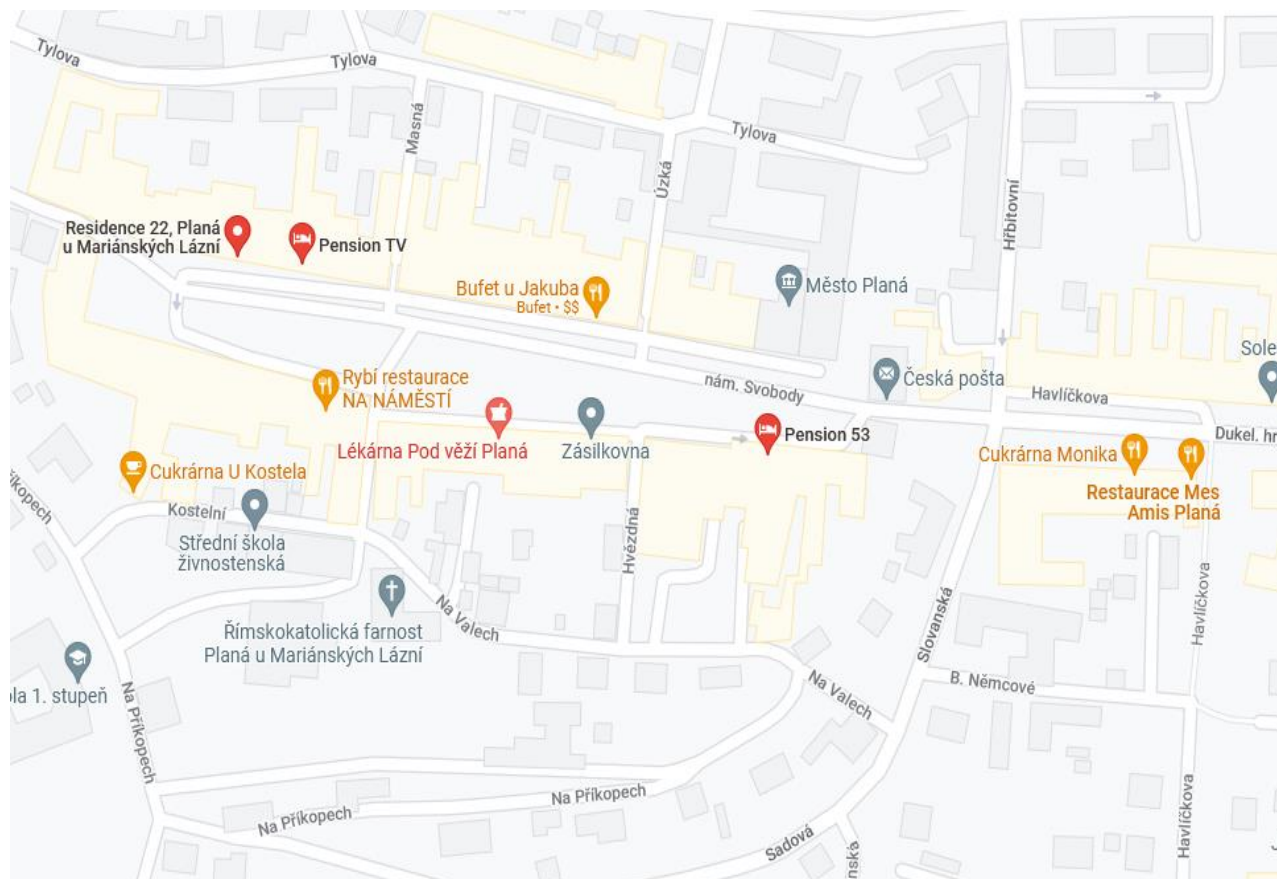 Tylova
Tylova
Masná
Tylova
Úzká
Hřbitovní
Residence 22, Planá
u Mariánských Lázní
Pension TV
Bufet u Jakuba
Bufet • $$
Město Planá
Sole
Rybí restaurace
NA NÁMĚSTÍ
nám. Svobody
Česká pošta
Havlíčkova
Dukel. hr
Lékárna Pod věží Planá
Zásilkovna
Pension 53
Cukrárna Monika
Restaurace Mes
Amis Planá
Cukrárna U Kostela
Kostelní
Příkopech
Střední škola
živnostenská
Hvězdná
Na Valech
Římskokatolická farnost
Planá u Mariánských Lázní
Slovanská
Havlíčkova
B. Němcové
Na Valech
ola 1. stupeň
Na Příkopech
Na Příkopech
Na Příkopech
Sadová
Havlíčkova
nská